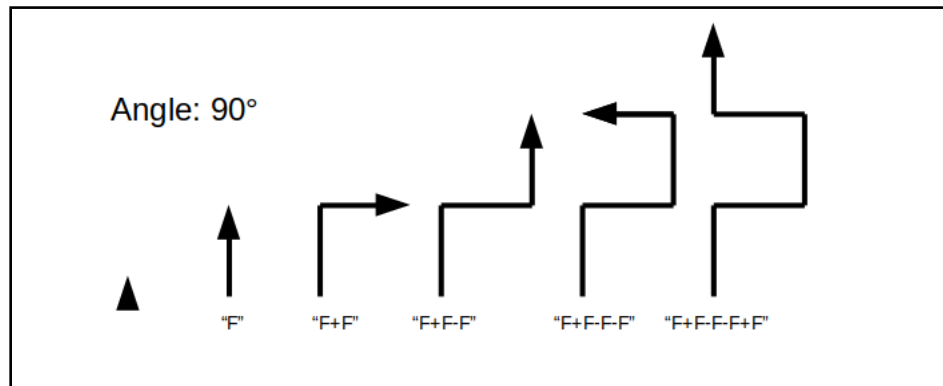 Angle: 90°
“F” “F+F” “F+F-F” “F+F-F-F” “F+F-F-F+F”